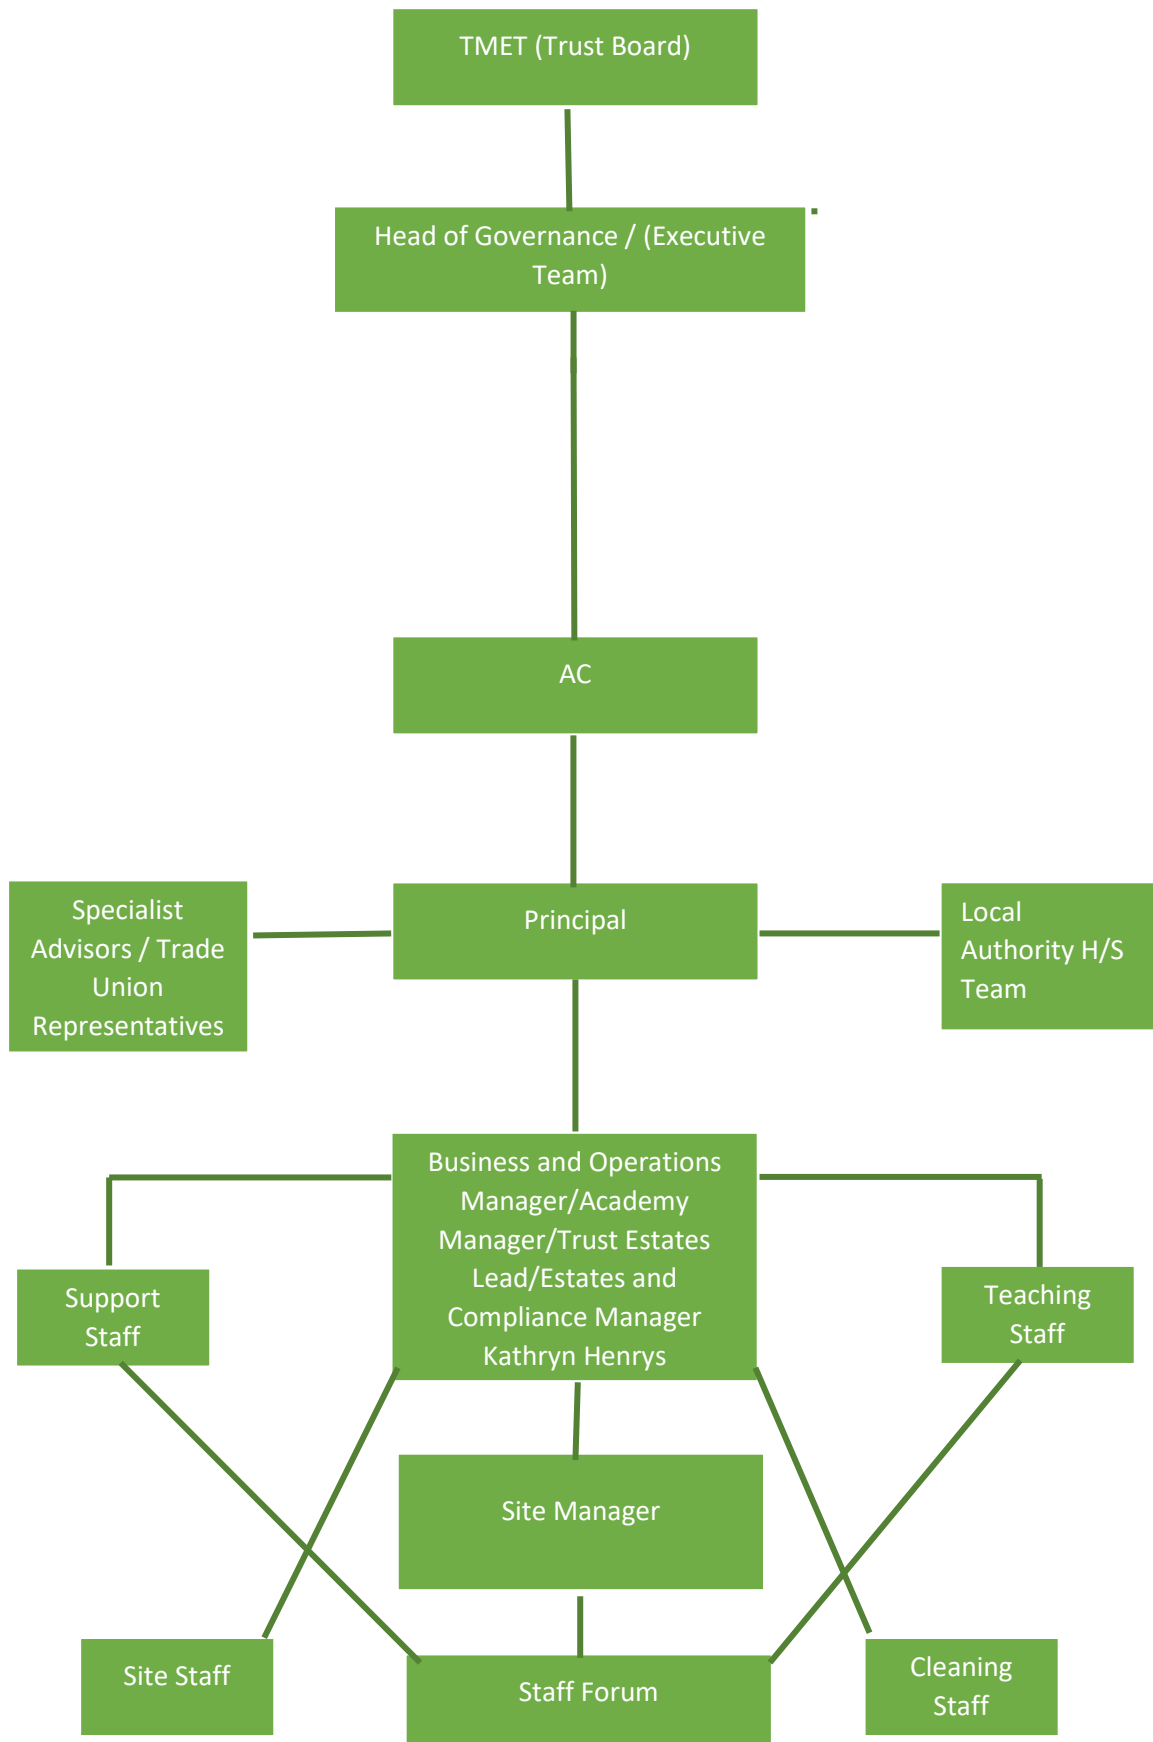 TMET (Trust Board)
Head of Governance / (Executive
Team)
AC
Specialist
Advisors / Trade
Union
Representatives
Principal
Local
Authority H/S
Team
Business and Operations
Manager/Academy
Manager/Trust Estates
Lead/Estates and
Compliance Manager
Kathryn Henrys
Support
Staff
Teaching
Staff
Site Manager
Site Staff
Staff Forum
Cleaning
Staff